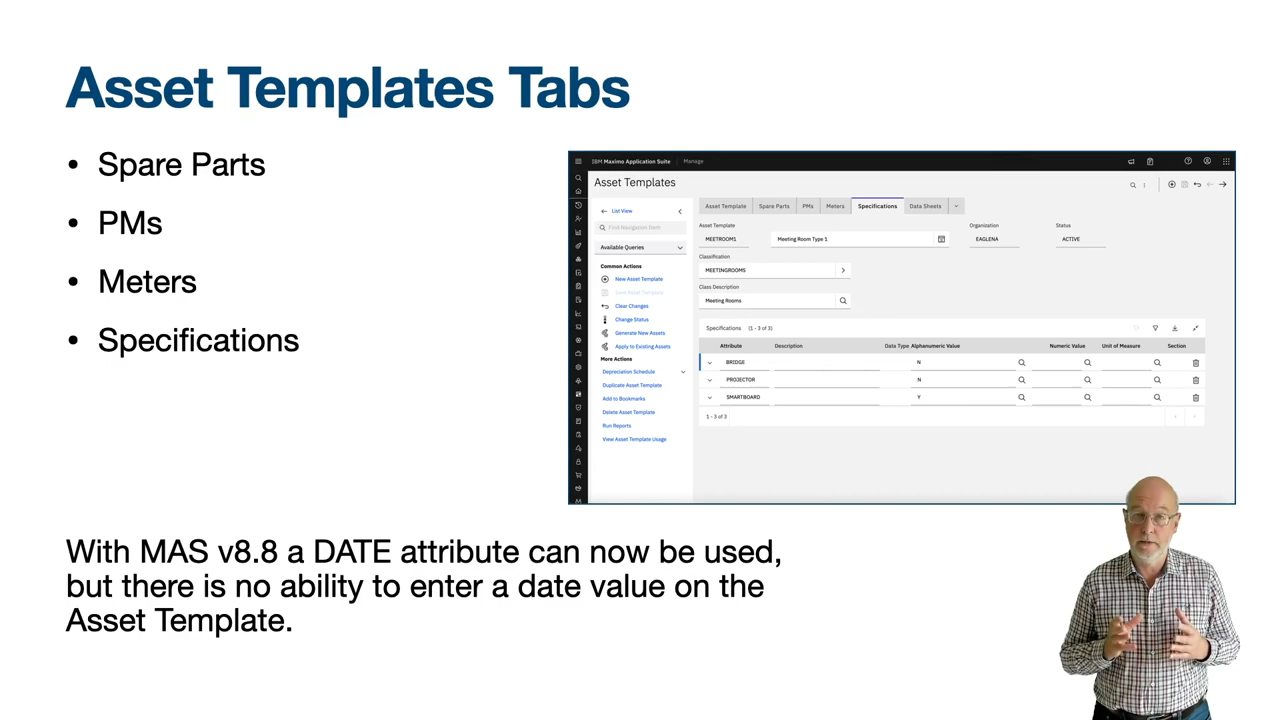 Asset Templates Tabs
• Spare Parts
• PMs
• Meters
• Specifications
IBM Maximo Application Suite Manage
Asset Templates
List View
Find Navigation Item
Available Queries
Common Actions
New Asset Template
Save Asset Template
Clear Changes
Change Status
Generate New Assets
Apply to Existing Assets
More Actions
Depreciation Schedule
Duplicate Asset Template
Add to Bookmarks
Delete Asset Template
Run Reports
View Asset Template Usage
Asset Template Spare Parts PMs Meters Specifications Data Sheets
Asset Template Organization Status
MEETROOM1 Meeting Room Type 1 EAGLENA ACTIVE
Classification
MEETINGROOMS
Class Description
Meeting Rooms
Specifications (1 - 3 of 3)
Attribute Description Data Type Alphanumeric Value Numeric Value Unit of Measure Section
BRIDGE N
PROJECTOR N
SMARTBOARD Y
1 - 3 of 3
With MAS v8.8 a DATE attribute can now be used,
but there is no ability to enter a date value on the
Asset Template.